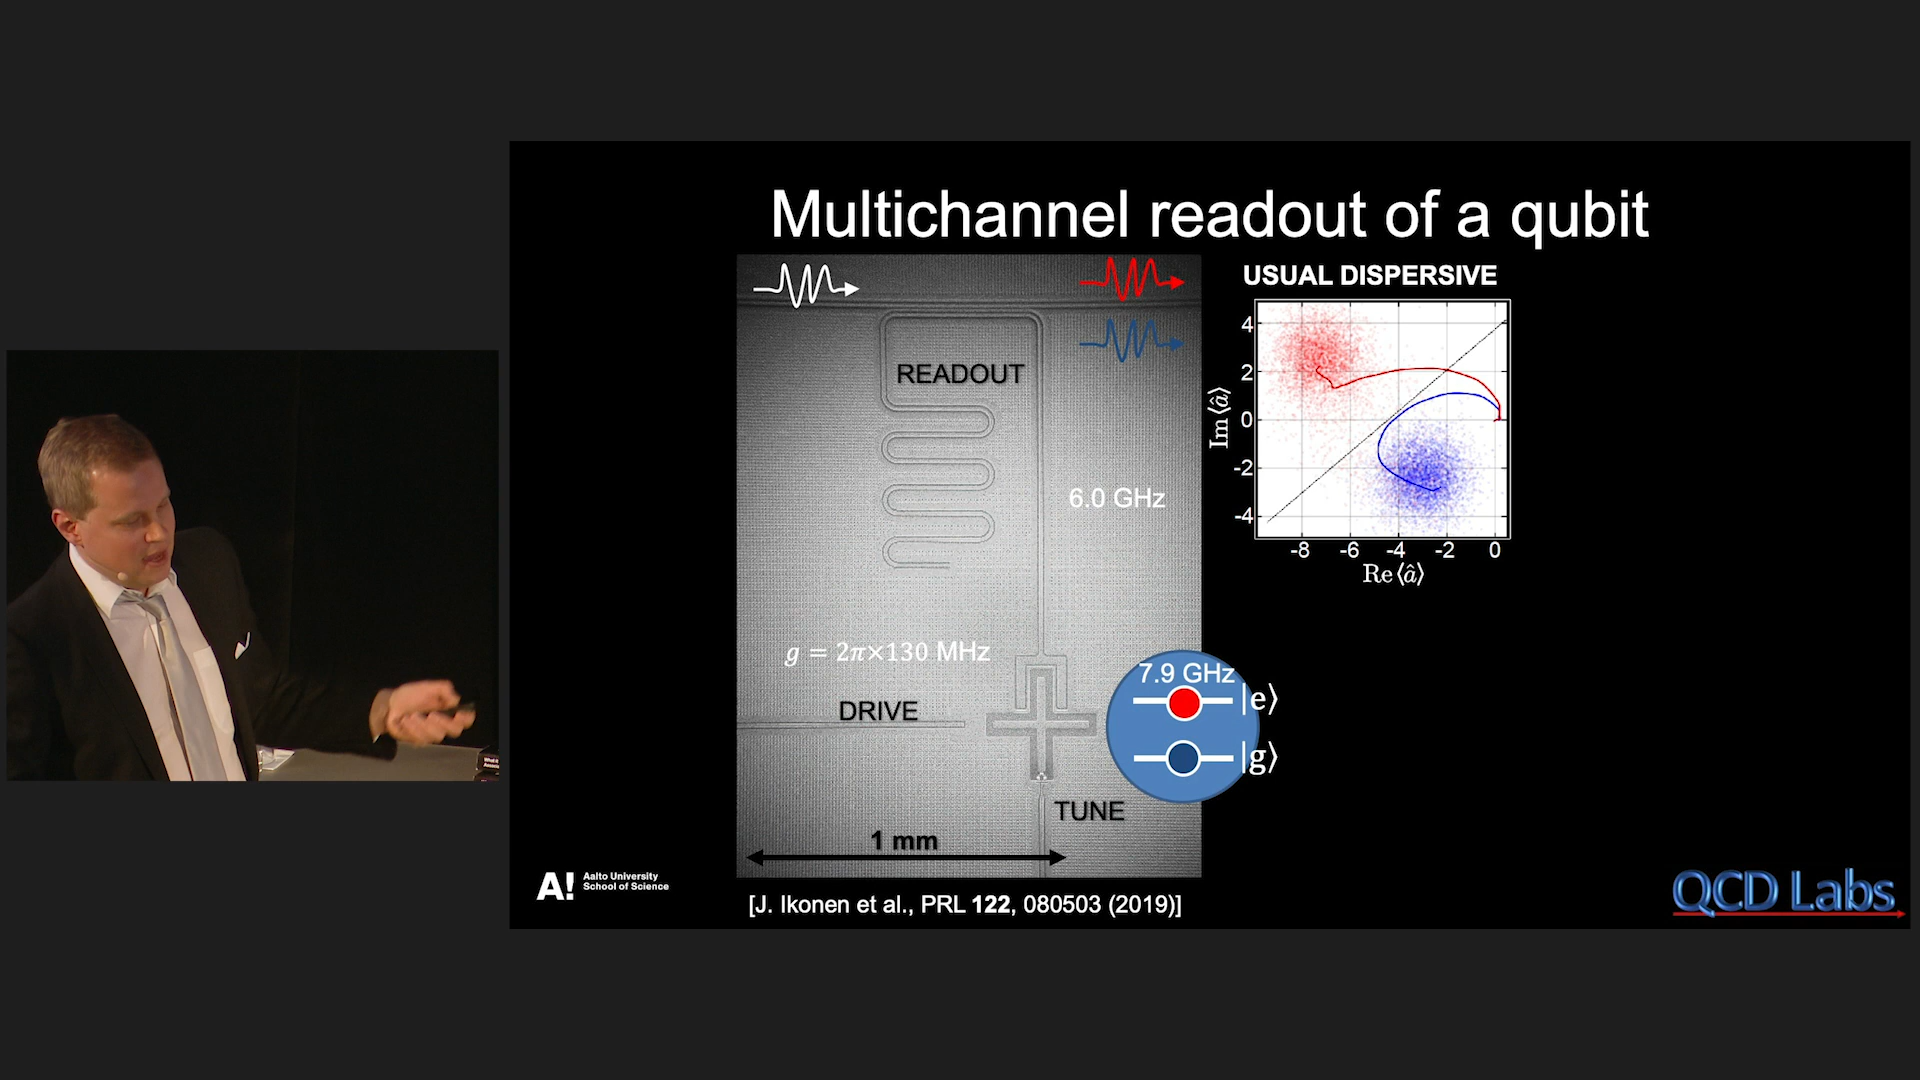 Multichannel readout of a qubit
USUAL DISPERSIVE
READOUT
6.0 GHz
g = 2π×130 MHz
DRIVE
TUNE
1 mm
7.9 GHz
|e⟩
|g⟩
4
2
0
-2
-4
Im⟨â⟩
-8 -6 -4 -2 0
Re⟨â⟩
A! Aalto University
School of Science
[J. Ikonen et al., PRL 122, 080503 (2019)]
QCD Labs